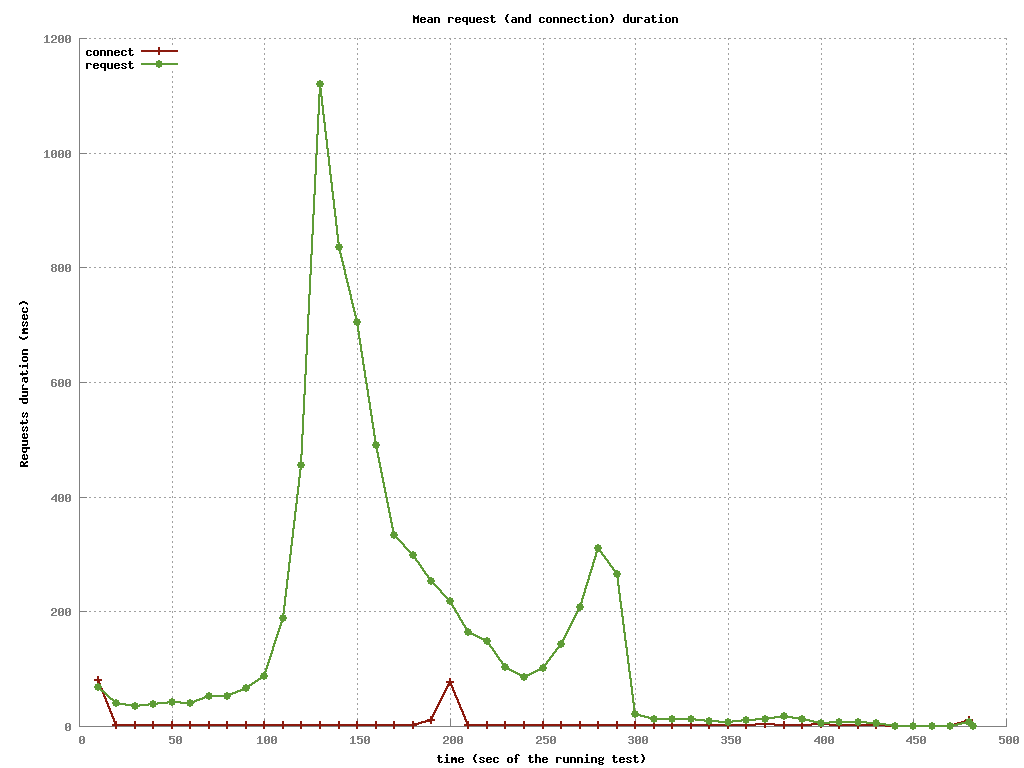 Mean request (and connection) duration
1200
connect
request
1000
800
600
400
200
0
Requests duration (msec)
0 50 100 150 200 250 300 350 400 450 500
time (sec of the running test)